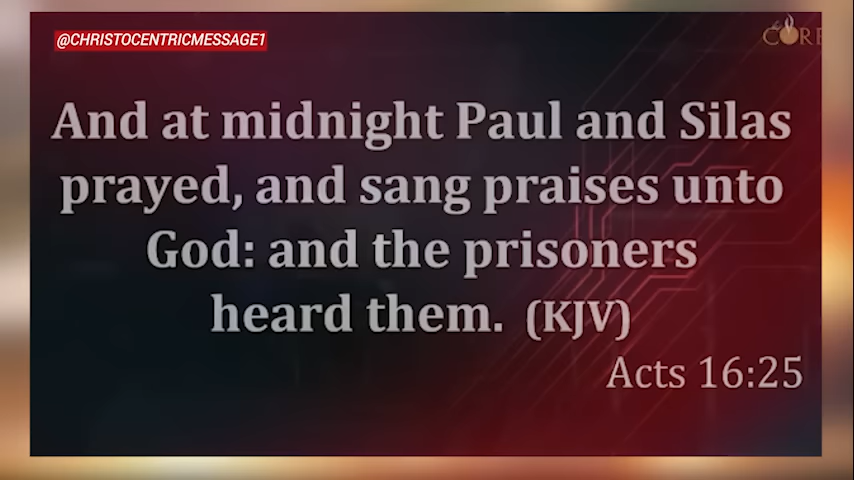 @CHRISTOCENTRICMESSAGE1
And at midnight Paul and Silas
prayed, and sang praises unto
God: and the prisoners
heard them. (KJV)
Acts 16:25